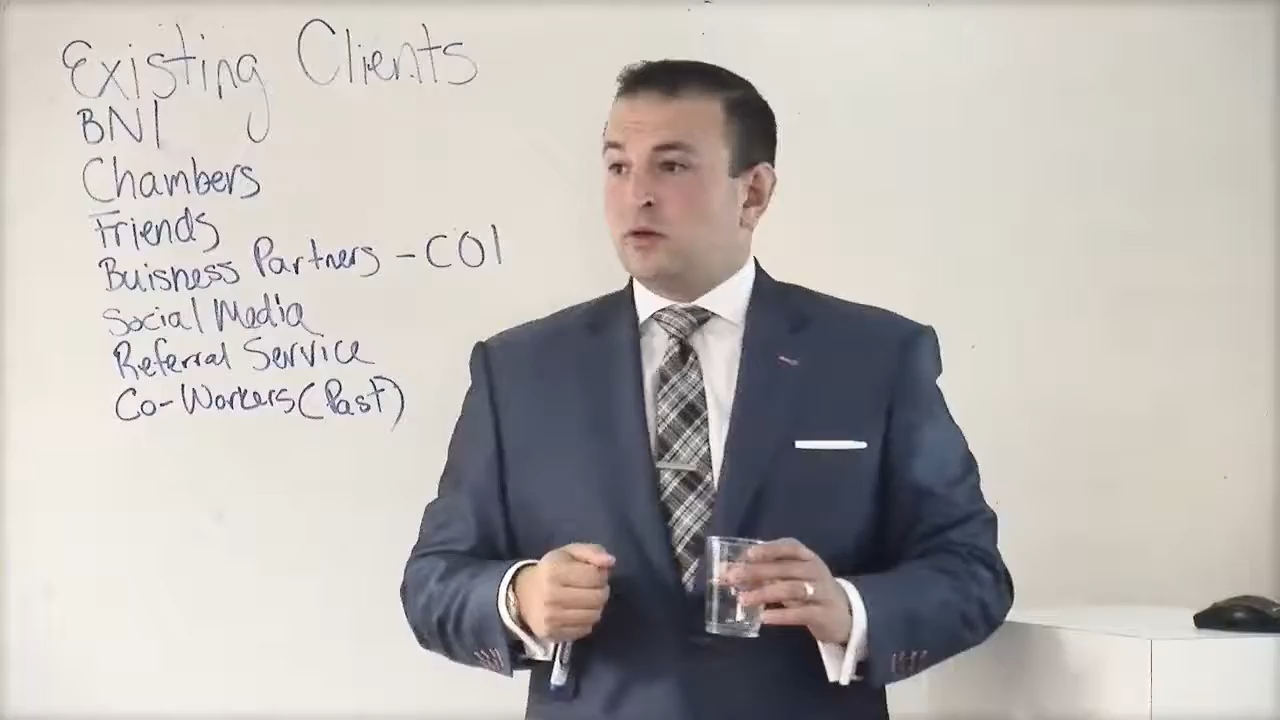 Existing Clients
BNI
Chambers
Friends
Buisness Partners - COI
Social Media
Referral Service
Co-Workers (Past)